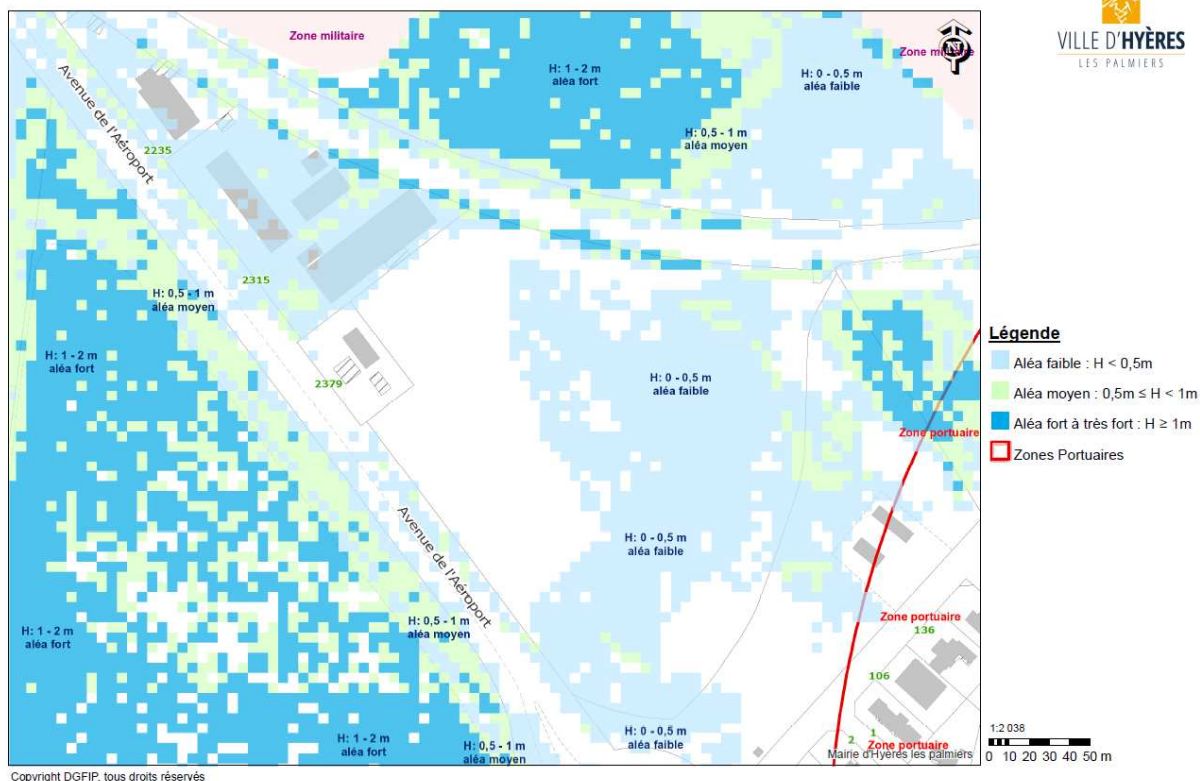 Zone militaire
Zone mili
N
VILLE D'HYÈRES
LES PALMIERS
H: 1 - 2 m
aléa fort
H: 0 - 0,5 m
aléa faible
Avenue de l'Aéroport
H: 0,5 - 1 m
aléa moyen
2235
2315
H: 0,5 - 1 m
aléa moyen
H: 1 - 2 m
aléa fort
2379
H: 0 - 0,5 m
aléa faible
Légende
Aléa faible : H < 0,5m
Aléa moyen : 0,5m ≤ H < 1m
Aléa fort à très fort : H ≥ 1m
Zones Portuaires
Zone portuaire
Avenue de l'Aéroport
H: 0 - 0,5 m
aléa faible
H: 1 - 2 m
aléa fort
H: 0,5 - 1 m
aléa moyen
Zone portuaire
136
106
H: 1 - 2 m
aléa fort
H: 0,5 - 1 m
aléa moyen
H: 0 - 0,5 m
aléa faible
2
1
Zone portuaire
Mairie d'Hyères les palmiers
1:2 038
0 10 20 30 40 50 m
Copyright DGFIP, tous droits réservés